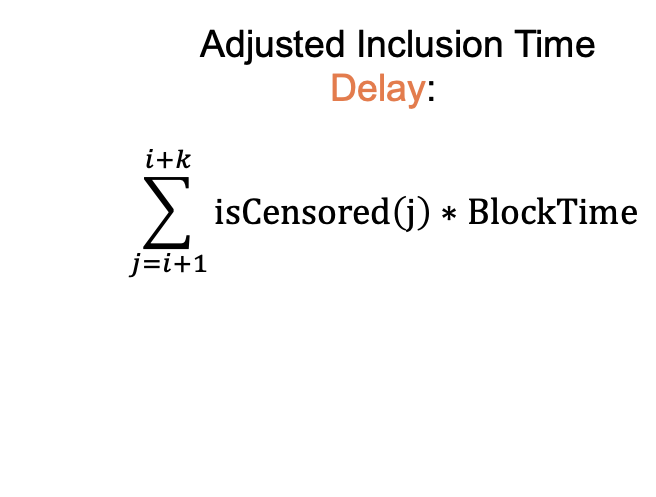 Adjusted Inclusion Time
Delay:
i+k
∑ isCensored(j) * BlockTime
j=i+1